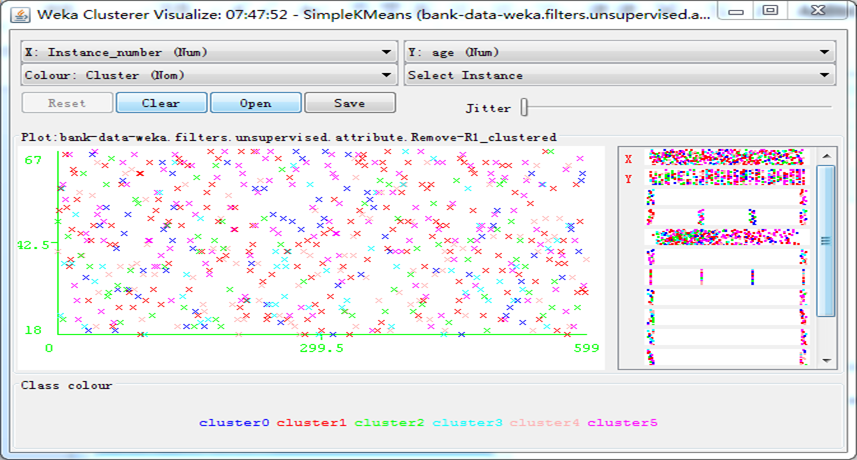 Weka Clusterer Visualize: 07:47:52 - SimpleKMeans (bank-data-weka.filters.unsupervised.a...
X: Instance_number (Num) Y: age (Num)
Colour: Cluster (Nom) Select Instance
Reset Clear Open Save Jitter
Plot:bank-data-weka.filters.unsupervised.attribute.Remove-R1_clustered
67
42.5
18
0 299.5 599
X
Y
Class colour
cluster0 cluster1 cluster2 cluster3 cluster4 cluster5